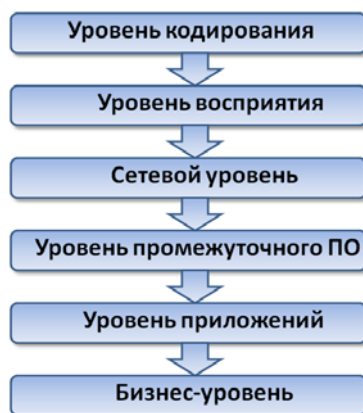 Уровень кодирования
Уровень восприятия
Сетевой уровень
Уровень промежуточного ПО
Уровень приложений
Бизнес-уровень